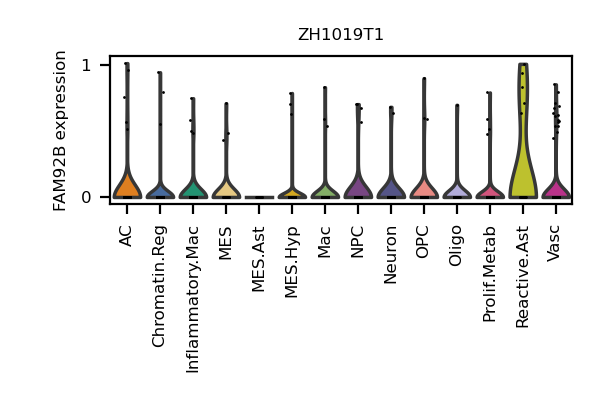 ZH1019T1
FAM92B expression
1
0
AC
Chromatin.Reg
Inflammatory.Mac
MES
MES.Ast
MES.Hyp
Mac
NPC
Neuron
OPC
Oligo
Prolif.Metab
Reactive.Ast
Vasc